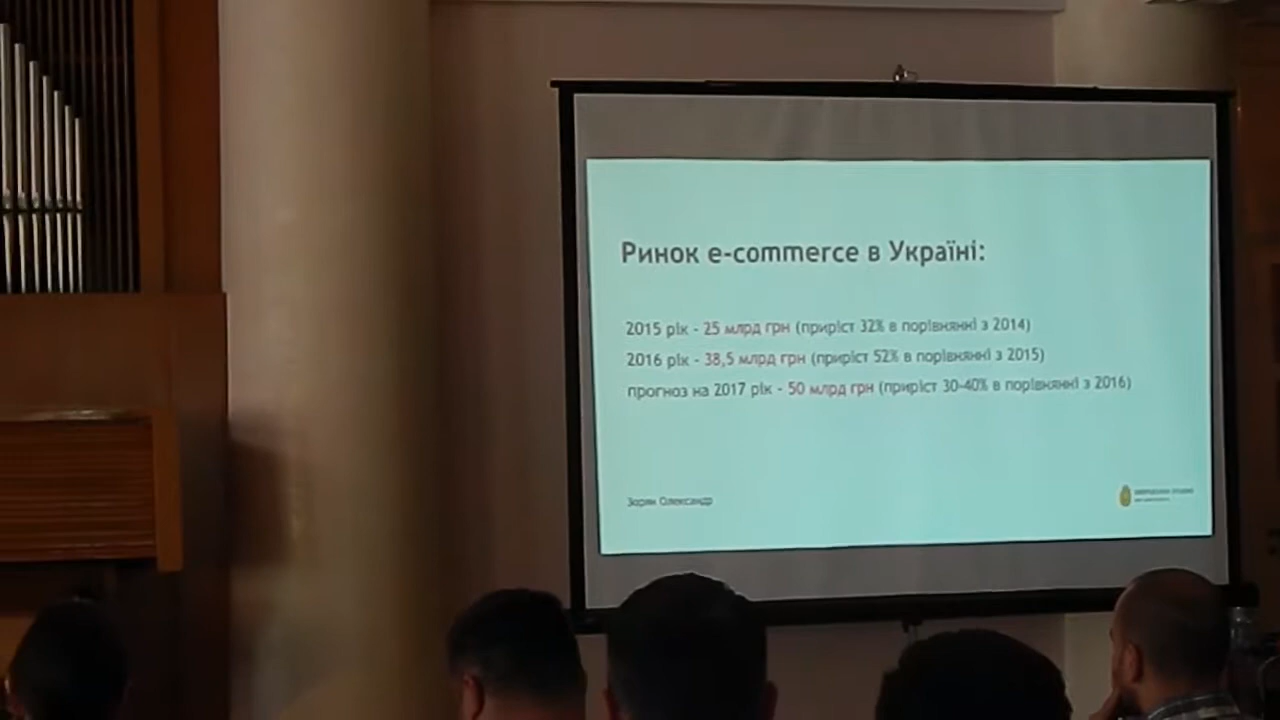 Ринок e-commerce в Україні:
2015 рік - 25 млрд грн (приріст 32% в порівнянні з 2014)
2016 рік - 38,5 млрд грн (приріст 52% в порівнянні з 2015)
прогноз на 2017 рік - 50 млрд грн (приріст 30-40% в порівнянні з 2016)
Зорян Олександр